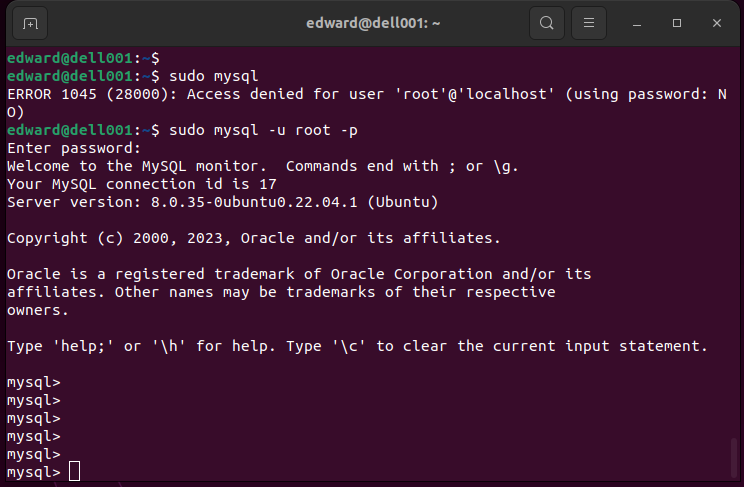 edward@dell001: ~
edward@dell001:~$
edward@dell001:~$ sudo mysql
ERROR 1045 (28000): Access denied for user 'root'@'localhost' (using password: N
O)
edward@dell001:~$ sudo mysql -u root -p
Enter password:
Welcome to the MySQL monitor.  Commands end with ; or \g.
Your MySQL connection id is 17
Server version: 8.0.35-0ubuntu0.22.04.1 (Ubuntu)
Copyright (c) 2000, 2023, Oracle and/or its affiliates.
Oracle is a registered trademark of Oracle Corporation and/or its
affiliates. Other names may be trademarks of their respective
owners.
Type 'help;' or '\h' for help. Type '\c' to clear the current input statement.
mysql>
mysql>
mysql>
mysql>
mysql>
mysql>